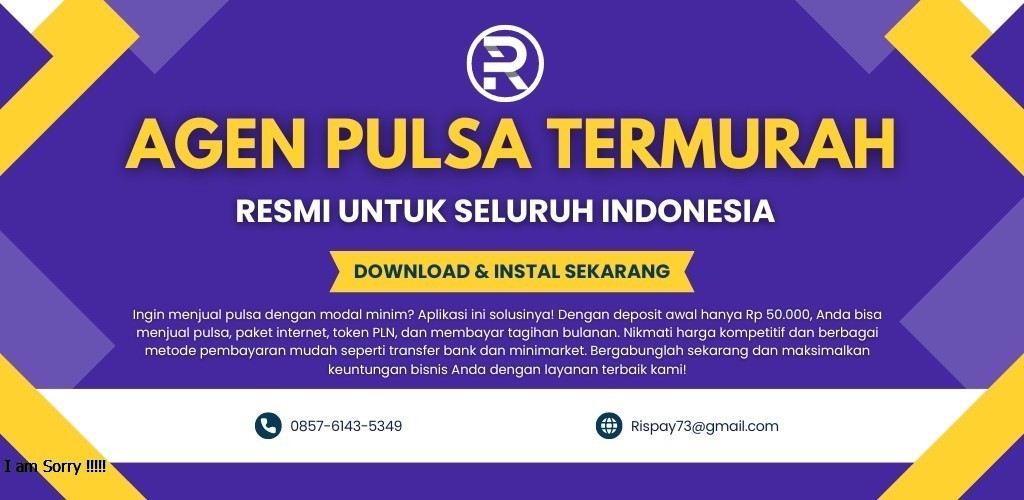 R
AGEN PULSA TERMURAH
RESMI UNTUK SELURUH INDONESIA
DOWNLOAD & INSTAL SEKARANG
Ingin menjual pulsa dengan modal minim? Aplikasi ini solusinya! Dengan deposit awal hanya Rp 50.000, Anda bisa
menjual pulsa, paket internet, token PLN, dan membayar tagihan bulanan. Nikmati harga kompetitif dan berbagai
metode pembayaran mudah seperti transfer bank dan minimarket. Bergabunglah sekarang dan maksimalkan
keuntungan bisnis Anda dengan layanan terbaik kami!
0857-6143-5349
Rispay73@gmail.com
I am Sorry !!!!!